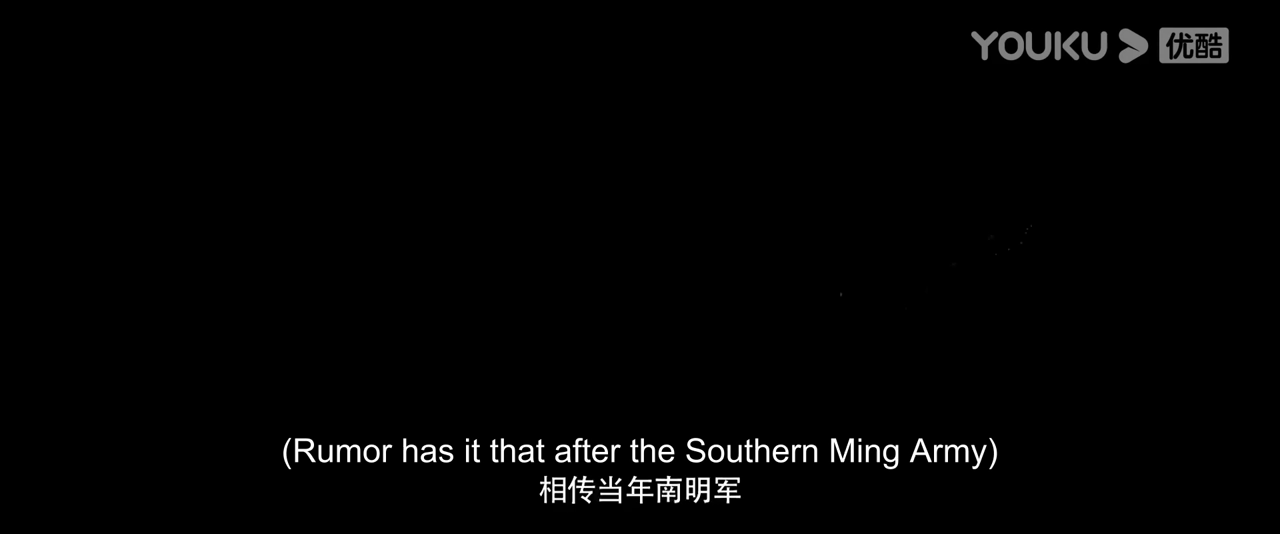 YOUKU 优酷
(Rumor has it that after the Southern Ming Army)
相传当年南明军